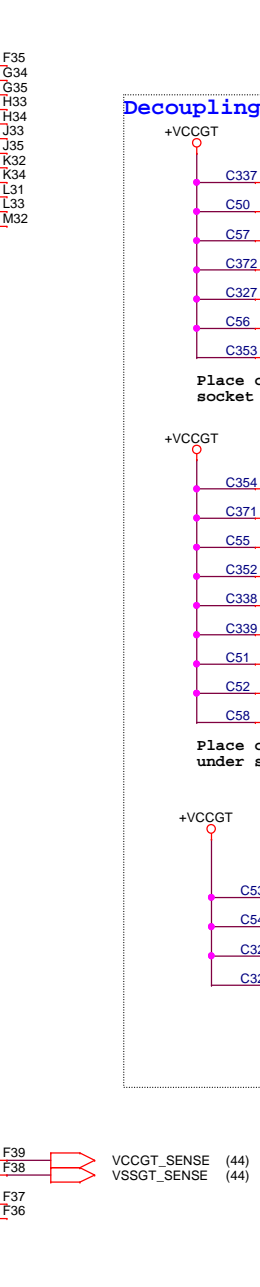 F35
G34
G35
H33
H34
J33
J35
K32
K34
L31
L33
M32
Decoupling
+VCCGT
C337
C50
C57
C372
C327
C56
C353
Place
socket
+VCCGT
C354
C371
C55
C352
C338
C339
C51
C52
C58
Place
under
+VCCGT
F39 VCCGT_SENSE (44)
F38 VSSGT_SENSE (44)
F37
F36